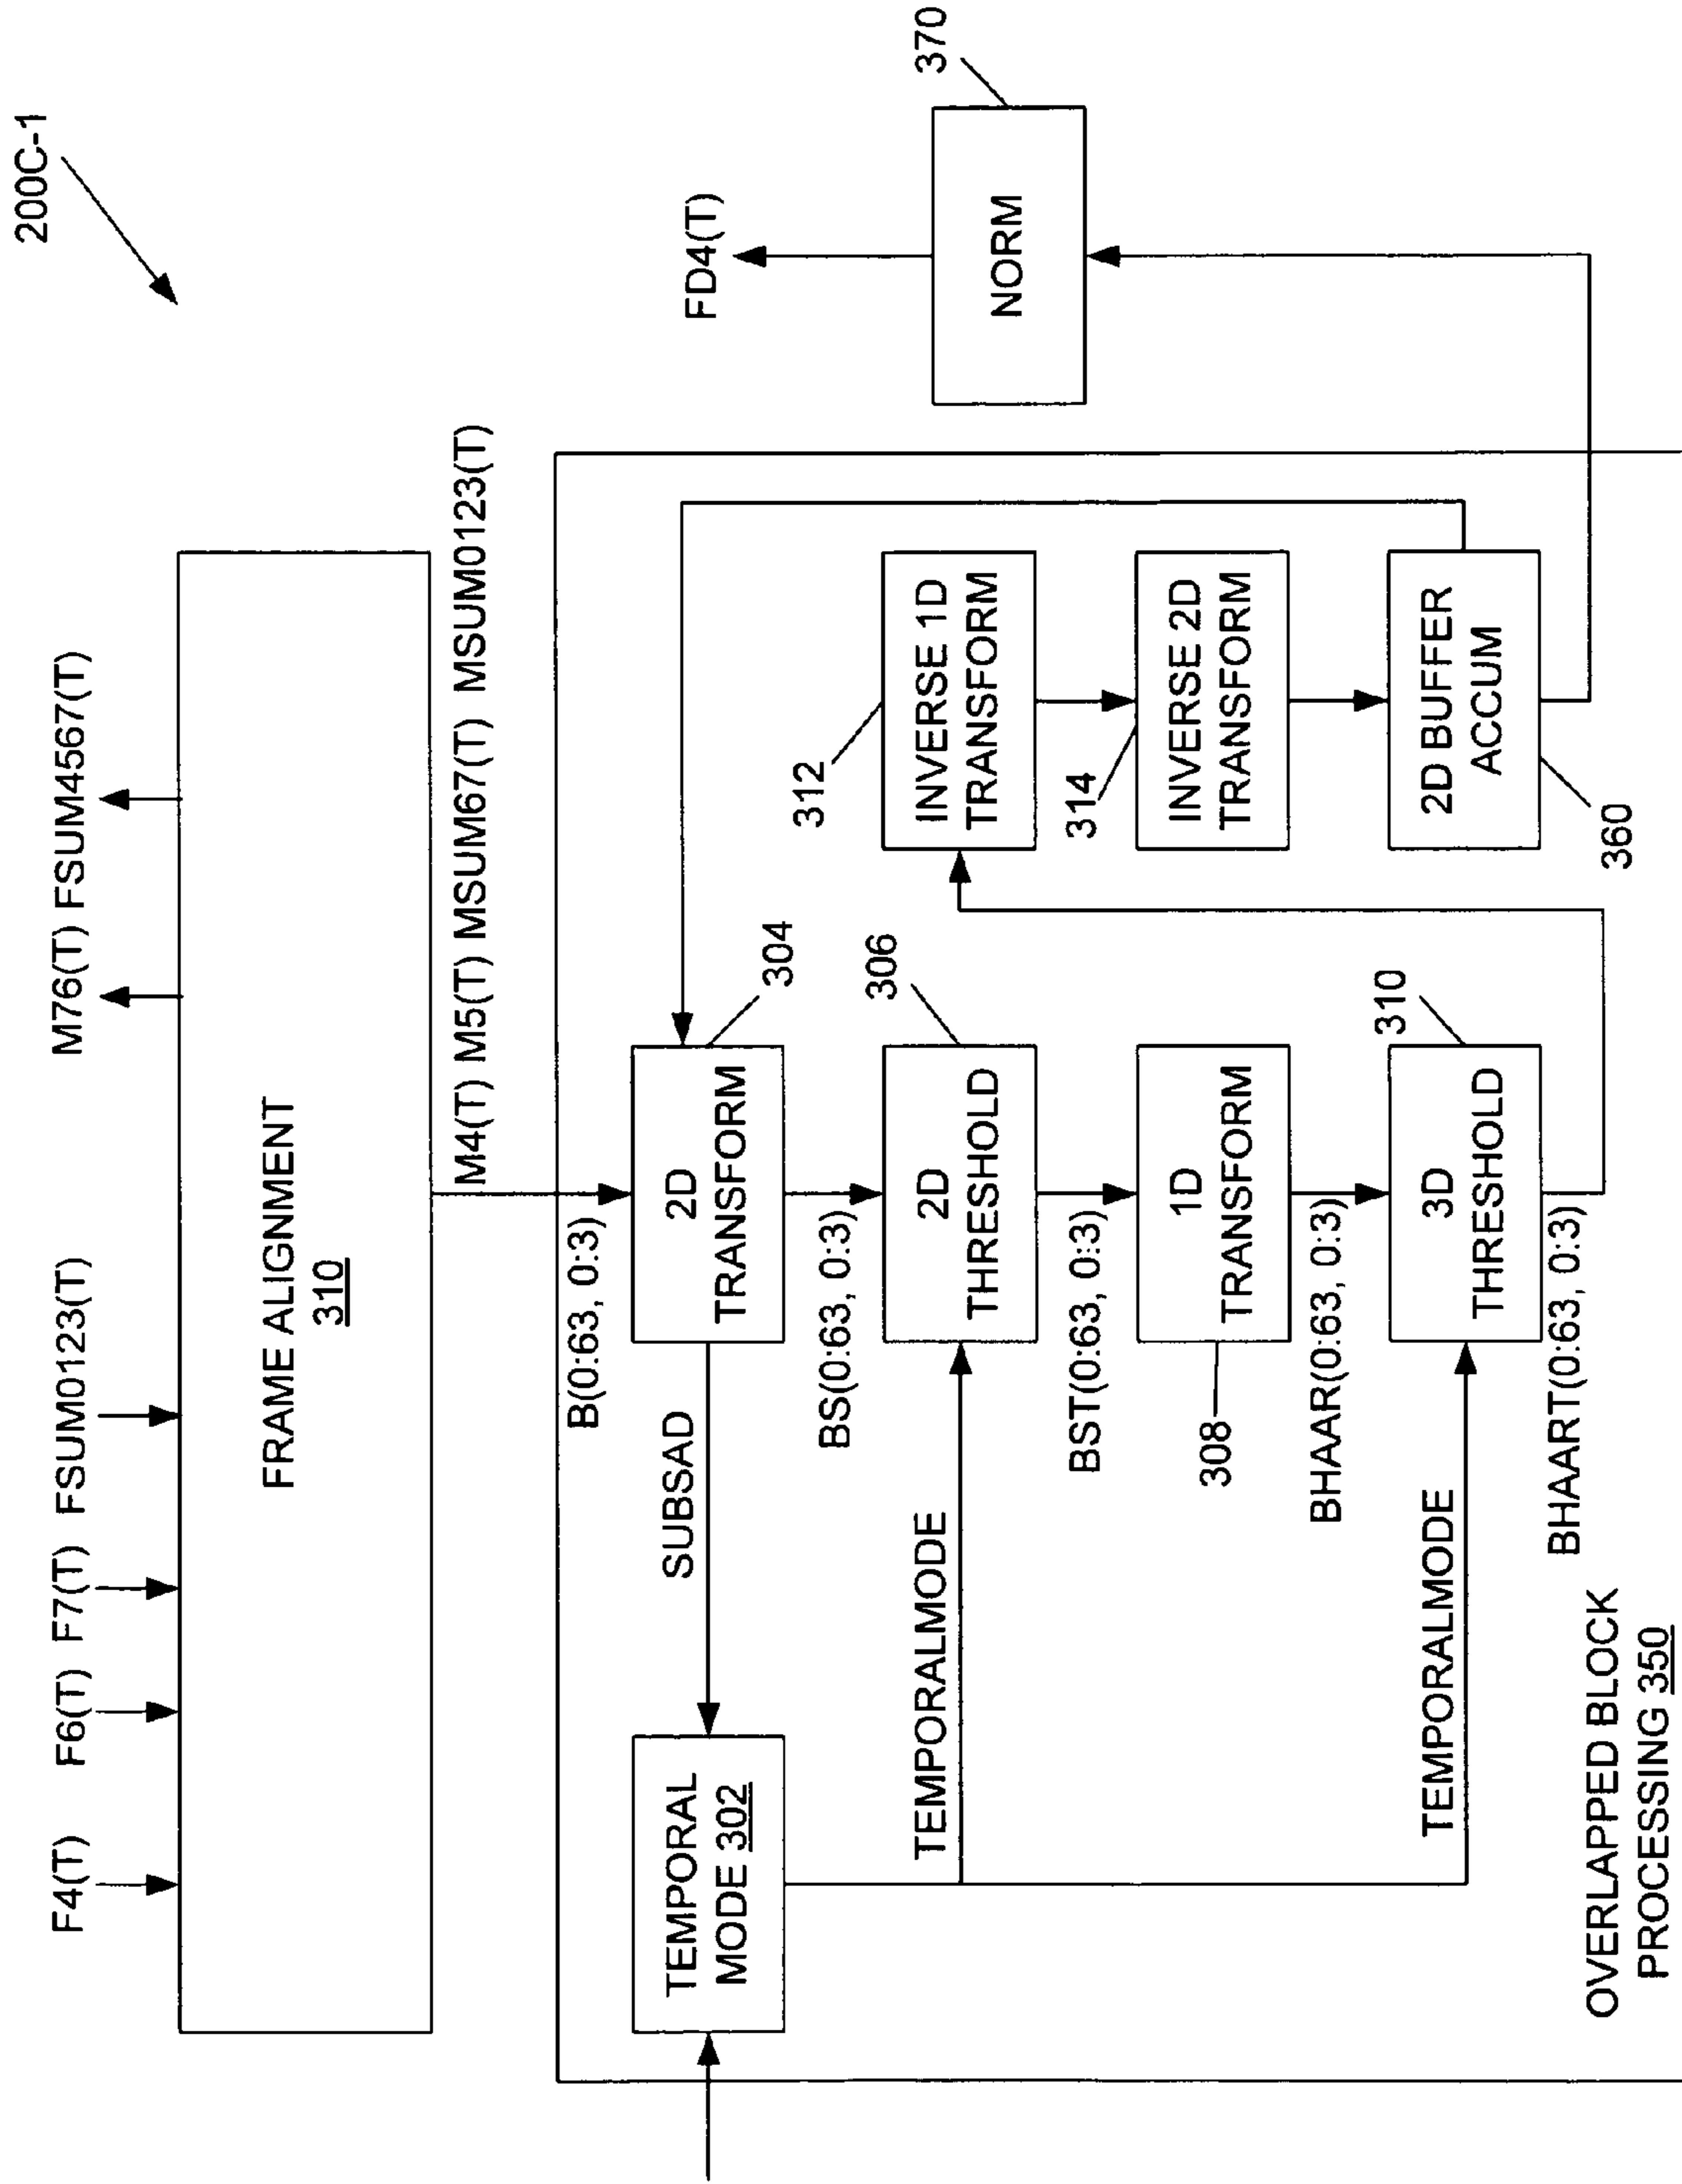 200C-1
F4(T) F6(T) F7(T) FSUM0123(T)
M76(T) FSUM4567(T)
FRAME ALIGNMENT
310
M4(T) M5(T) MSUM67(T) MSUM0123(T)
B(0:63, 0:3)
TEMPORAL
MODE 302
SUBSAD
2D
TRANSFORM
304
BS(0:63, 0:3)
TEMPORALMODE
2D
THRESHOLD
306
BST(0:63, 0:3)
1D
TRANSFORM
308
BHAAR(0:63, 0:3)
TEMPORALMODE
3D
THRESHOLD
310
BHAART(0:63, 0:3)
312
INVERSE 1D
TRANSFORM
314
INVERSE 2D
TRANSFORM
2D BUFFER
ACCUM
360
FD4(T)
NORM
370
OVERLAPPED BLOCK
PROCESSING 350